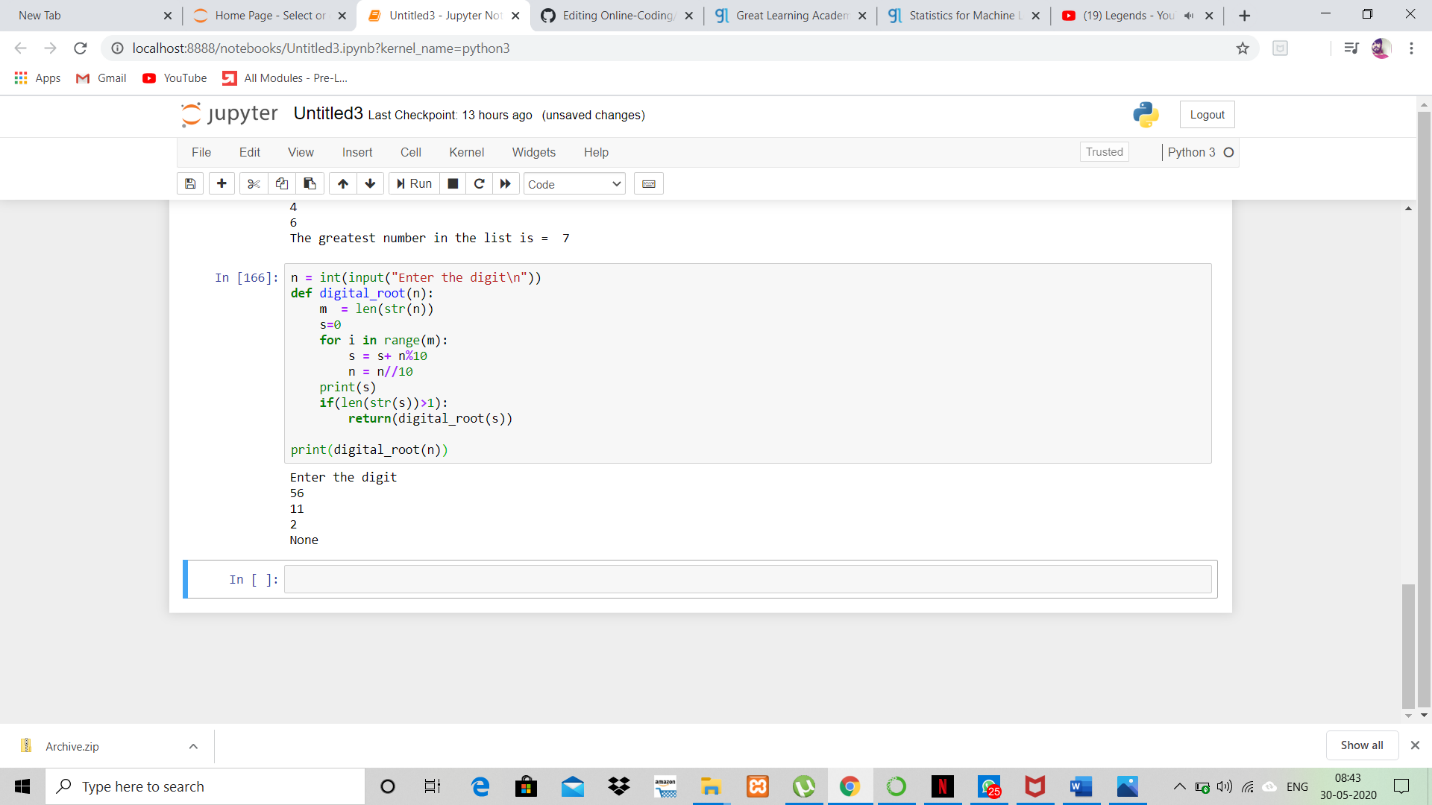 New Tab
Home Page - Select or
Untitled3 - Jupyter Not
Editing Online-Coding/
Great Learning Academ
Statistics for Machine L
(19) Legends - You
localhost:8888/notebooks/Untitled3.ipynb?kernel_name=python3
Apps
Gmail
YouTube
All Modules - Pre-L...
jupyter
Untitled3 Last Checkpoint: 13 hours ago (unsaved changes)
Logout
File Edit View Insert Cell Kernel Widgets Help
Trusted
Python 3
Run
Code
4
6
The greatest number in the list is =  7
In [166]:
n = int(input("Enter the digit\n"))
def digital_root(n):
    m  = len(str(n))
    s=0
    for i in range(m):
        s = s+ n%10
        n = n//10
    print(s)
    if(len(str(s))>1):
        return(digital_root(s))
print(digital_root(n))
Enter the digit
56
11
2
None
In [ ]:
Archive.zip
Show all
Type here to search
amazon
25
ENG
08:43
30-05-2020